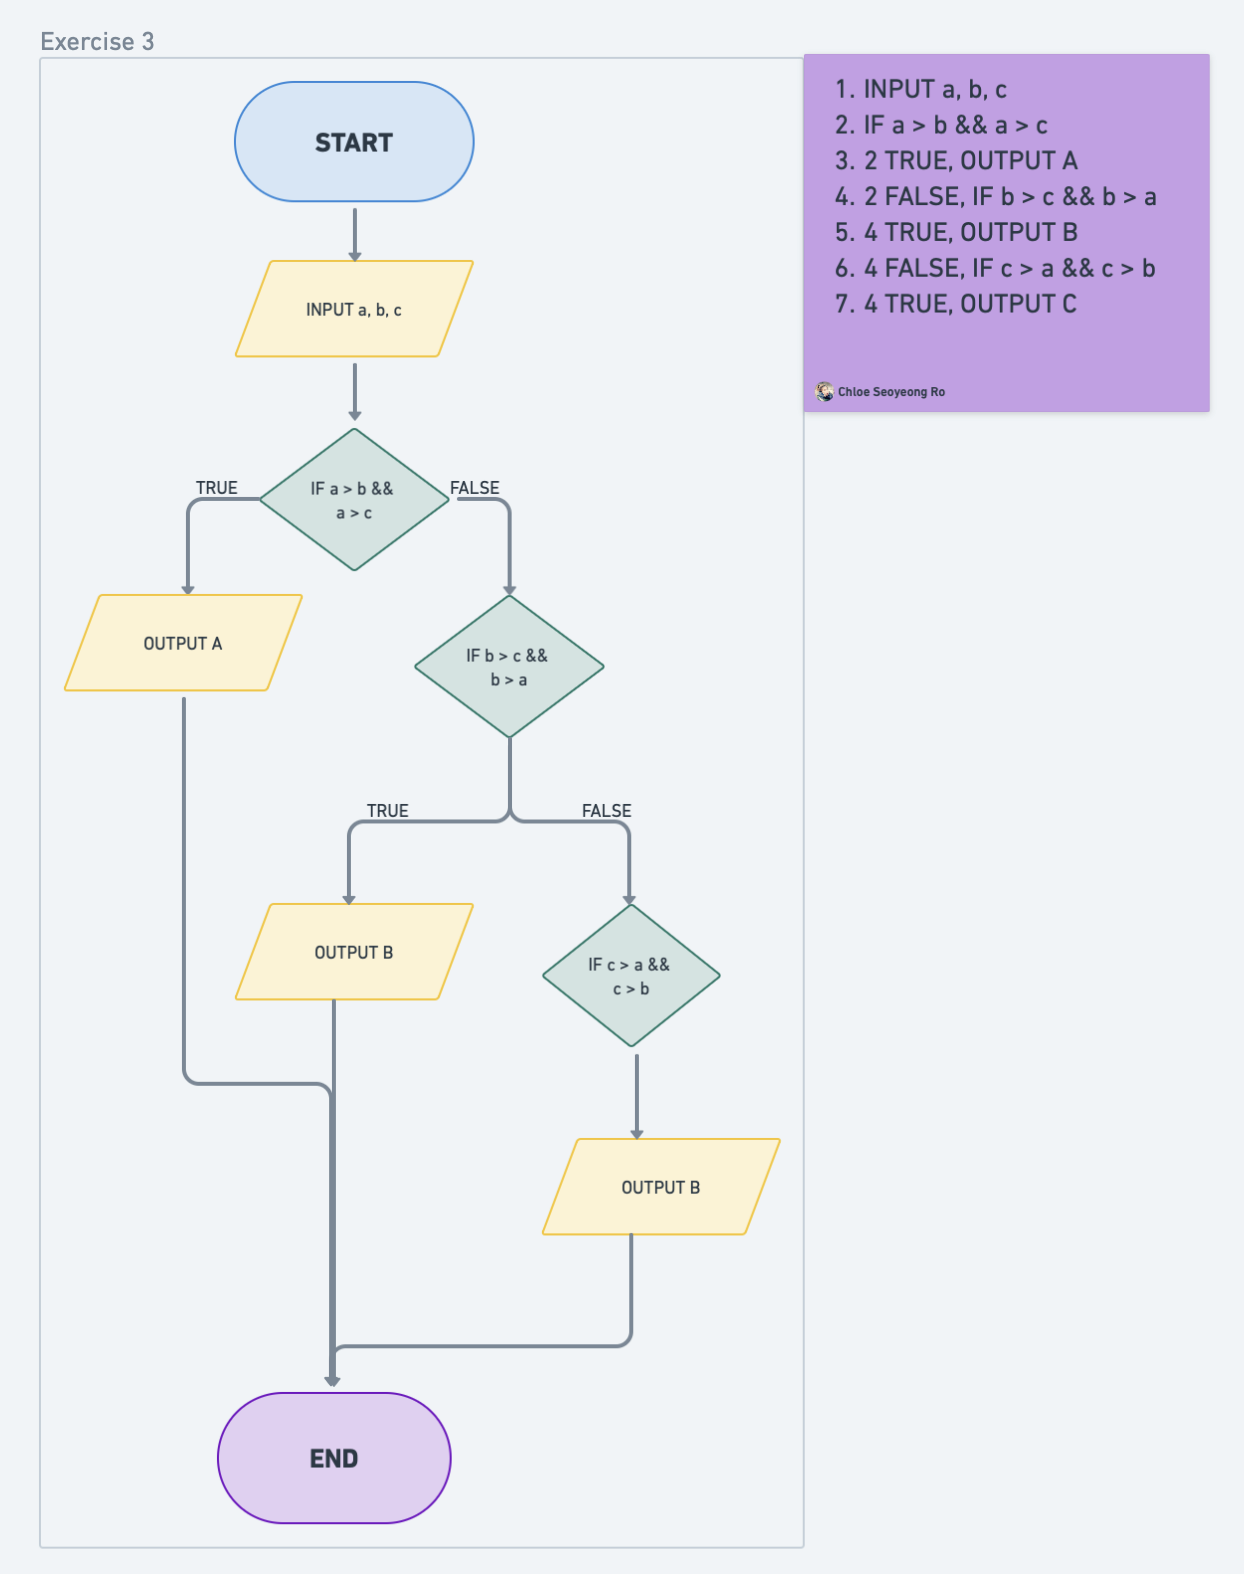 Exercise 3
START
INPUT a, b, c
IF a > b &&
a > c
TRUE
FALSE
OUTPUT A
IF b > c &&
b > a
TRUE
FALSE
OUTPUT B
IF c > a &&
c > b
OUTPUT B
END
1. INPUT a, b, c
2. IF a > b && a > c
3. 2 TRUE, OUTPUT A
4. 2 FALSE, IF b > c && b > a
5. 4 TRUE, OUTPUT B
6. 4 FALSE, IF c > a && c > b
7. 4 TRUE, OUTPUT C
Chloe Seoyeong Ro